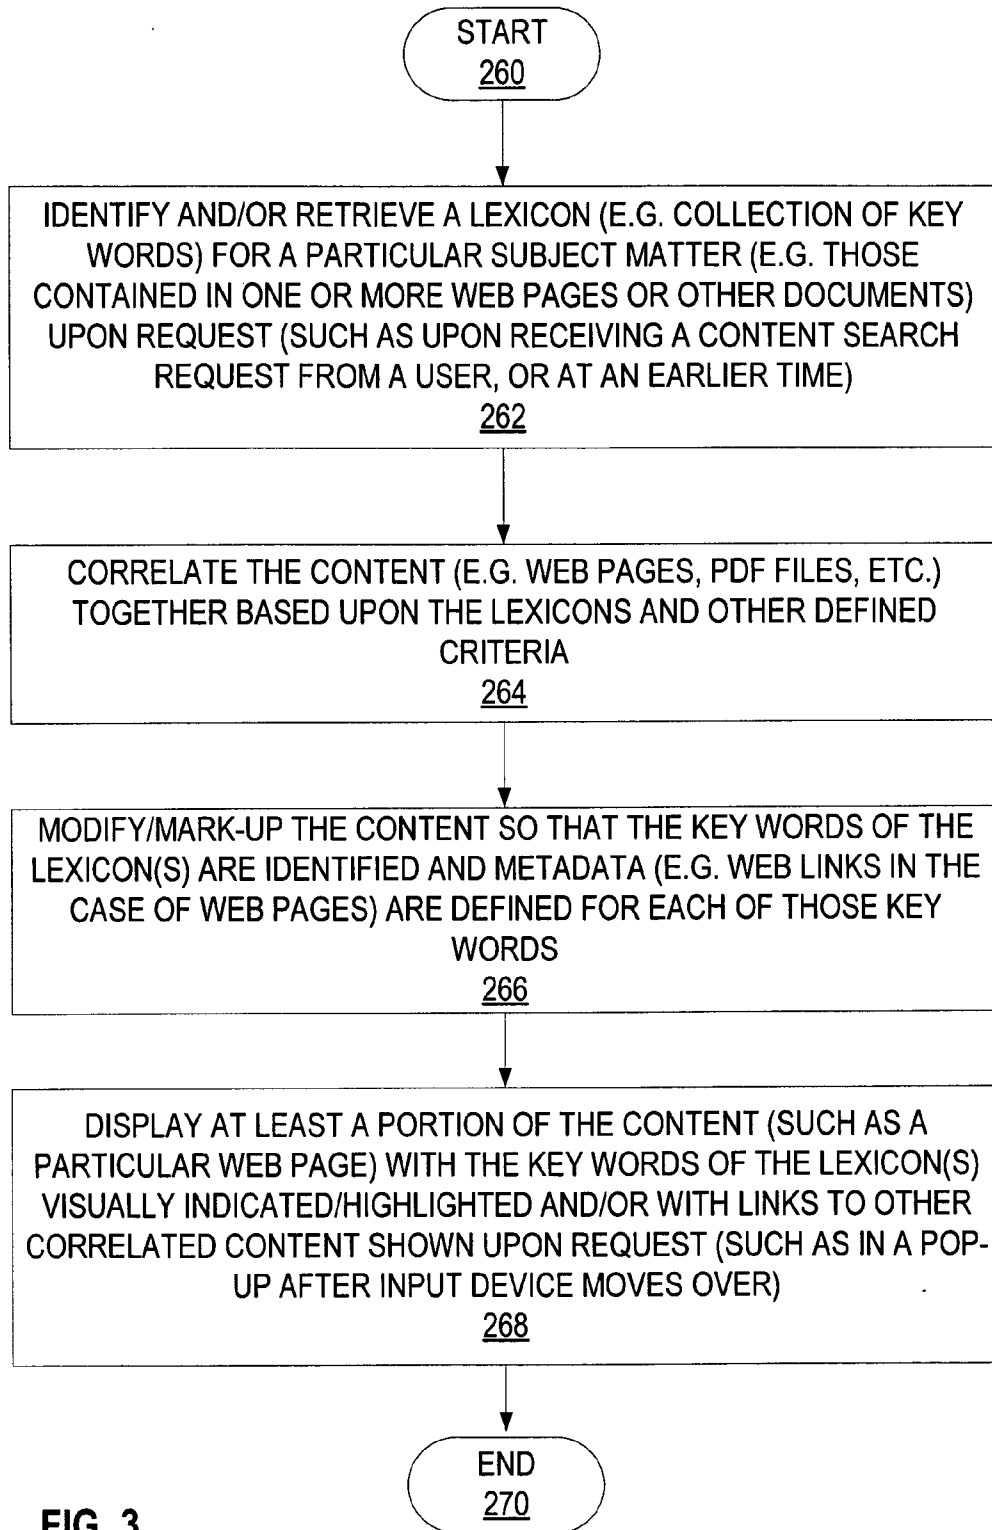 START
260
IDENTIFY AND/OR RETRIEVE A LEXICON (E.G. COLLECTION OF KEY
WORDS) FOR A PARTICULAR SUBJECT MATTER (E.G. THOSE
CONTAINED IN ONE OR MORE WEB PAGES OR OTHER DOCUMENTS)
UPON REQUEST (SUCH AS UPON RECEIVING A CONTENT SEARCH
REQUEST FROM A USER, OR AT AN EARLIER TIME)
262
CORRELATE THE CONTENT (E.G. WEB PAGES, PDF FILES, ETC.)
TOGETHER BASED UPON THE LEXICONS AND OTHER DEFINED
CRITERIA
264
MODIFY/MARK-UP THE CONTENT SO THAT THE KEY WORDS OF THE
LEXICON(S) ARE IDENTIFIED AND METADATA (E.G. WEB LINKS IN THE
CASE OF WEB PAGES) ARE DEFINED FOR EACH OF THOSE KEY
WORDS
266
DISPLAY AT LEAST A PORTION OF THE CONTENT (SUCH AS A
PARTICULAR WEB PAGE) WITH THE KEY WORDS OF THE LEXICON(S)
VISUALLY INDICATED/HIGHLIGHTED AND/OR WITH LINKS TO OTHER
CORRELATED CONTENT SHOWN UPON REQUEST (SUCH AS IN A POP-
UP AFTER INPUT DEVICE MOVES OVER)
268
END
270
FIG. 3